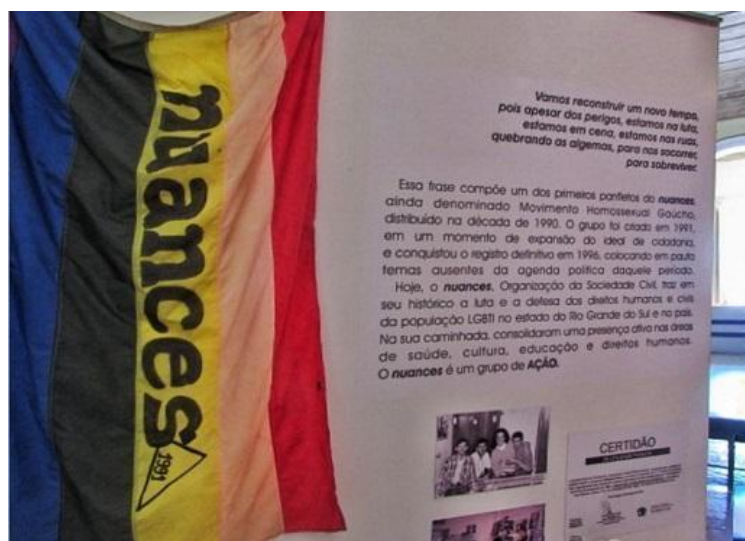 nuances
1991
Vamos reconstruir um novo tempo,
pois apesar dos perigos, estamos na luta,
estamos em cena, estamos nas ruas,
quebrando as algemas, para nos socorrer,
para sobreviver.
Essa frase compõe um dos primeiros panfletos do nuances,
ainda denominado Movimento Homossexual Gaúcho,
distribuído na década de 1990. O grupo foi criado em 1991,
em um momento de expansão do ideal de cidadania,
e conquistou o registro definitivo em 1996, colocando em pauta
temas ausentes da agenda política daquele período.
Hoje, o nuances, Organização da Sociedade Civil, traz em
seu histórico a luta e a defesa dos direitos humanos e civis
da população LGBTI no estado do Rio Grande do Sul e no país.
Na sua caminhada, consolidaram uma presença ativa nas áreas
de saúde, cultura, educação e direitos humanos.
O nuances é um grupo de AÇÃO.
CERTIDÃO